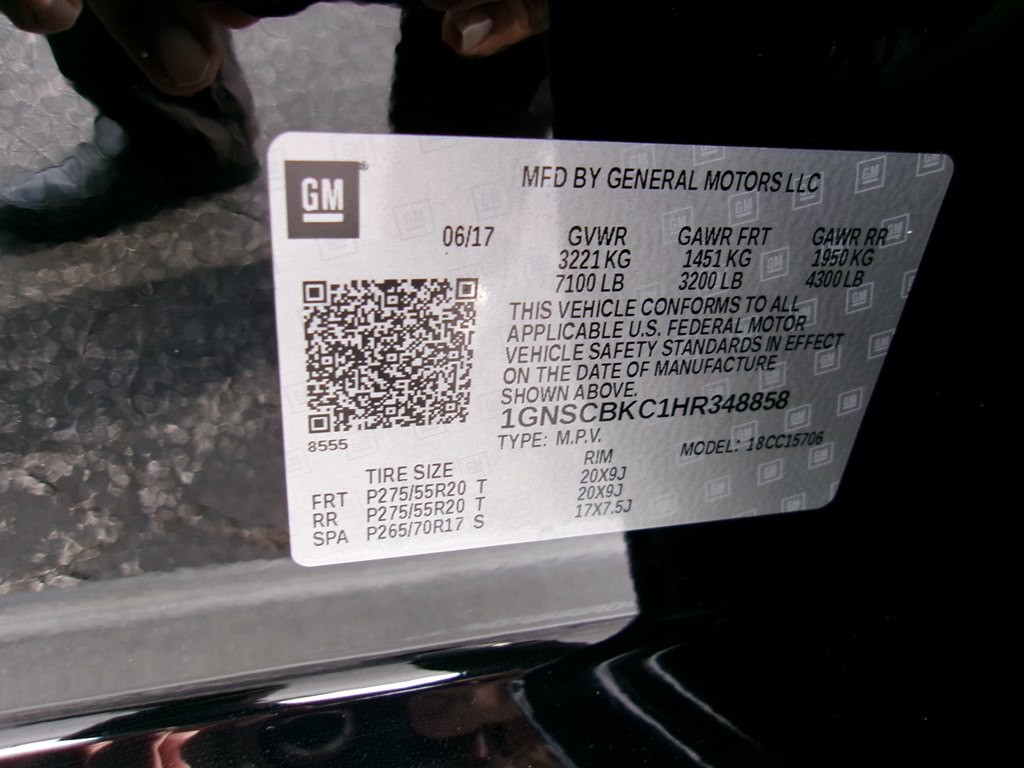 GM
MFD BY GENERAL MOTORS LLC
06/17 GVWR GAWR FRT GAWR RR
3221 KG 1451 KG 1950 KG
7100 LB 3200 LB 4300 LB
THIS VEHICLE CONFORMS TO ALL
APPLICABLE U.S. FEDERAL MOTOR
VEHICLE SAFETY STANDARDS IN EFFECT
ON THE DATE OF MANUFACTURE
SHOWN ABOVE.
1GNSCBKC1HR348858
8555
TYPE: M.P.V. MODEL: 18CC15706
TIRE SIZE RIM
FRT P275/55R20 T 20X9J
RR P275/55R20 T 20X9J
SPA P265/70R17 S 17X7.5J